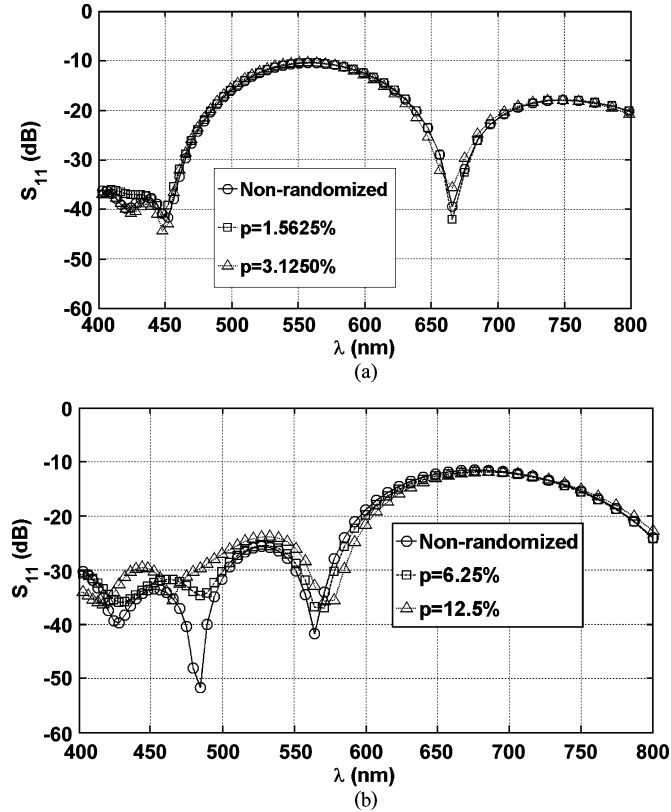 0
-10
-20
-30
-40
-50
-60
S11 (dB)
Non-randomized
p=1.5625%
p=3.1250%
400 450 500 550 600 650 700 750 800
λ (nm)
(a)
0
-10
-20
-30
-40
-50
-60
S11 (dB)
Non-randomized
p=6.25%
p=12.5%
400 450 500 550 600 650 700 750 800
λ (nm)
(b)